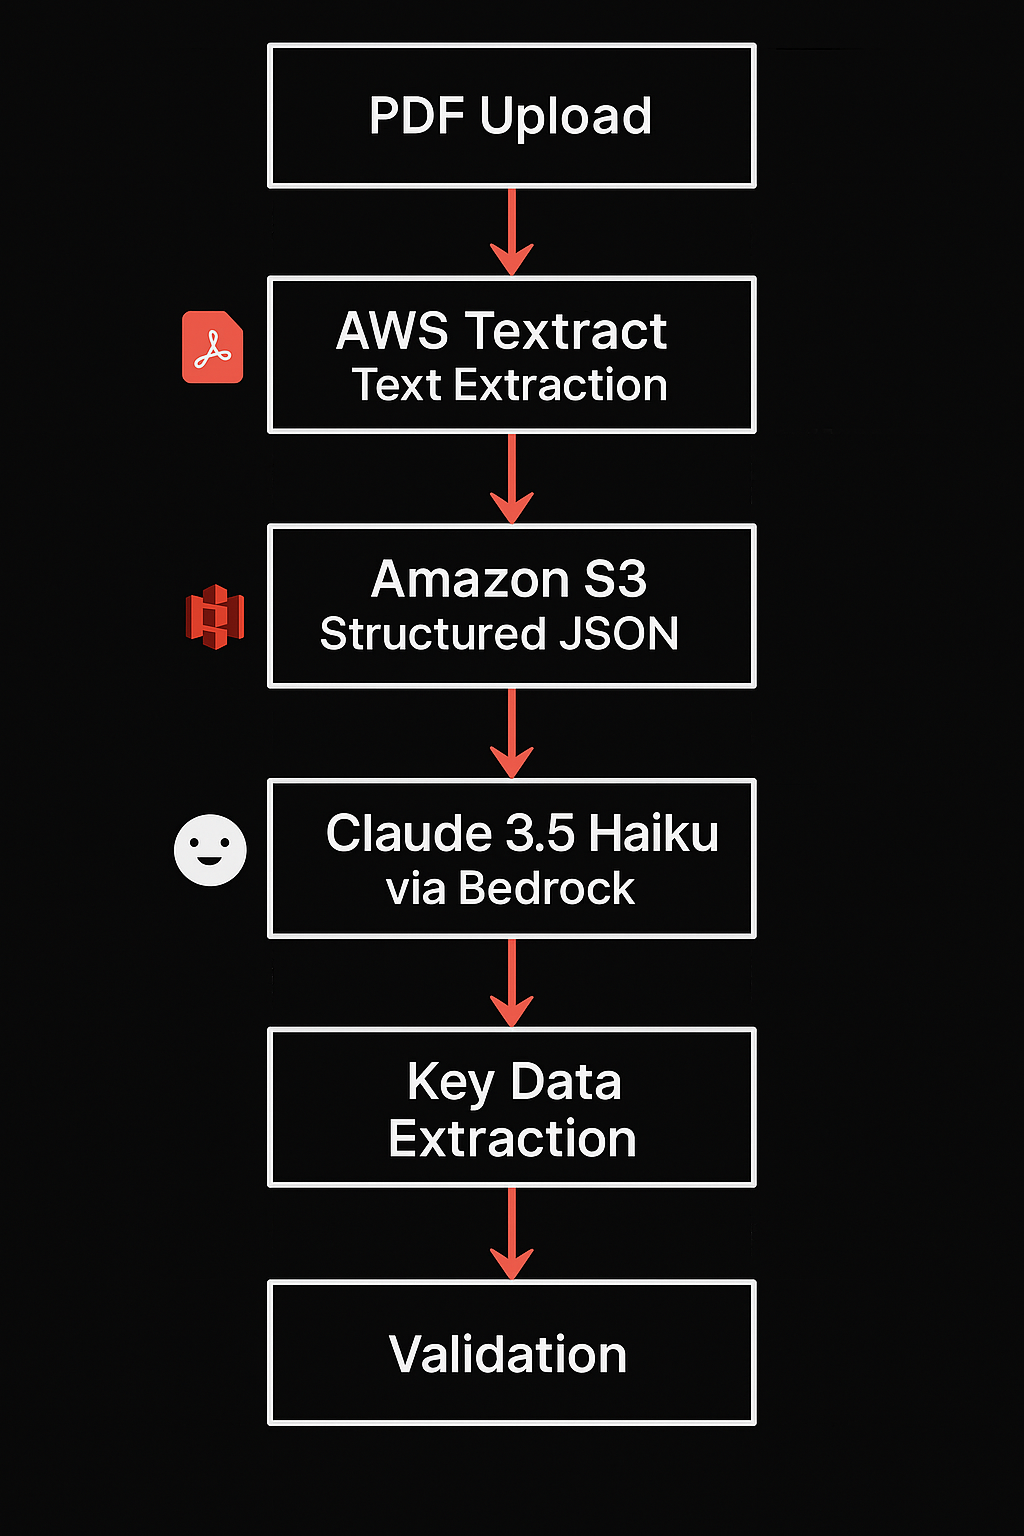 PDF Upload
AWS Textract
Text Extraction
Amazon S3
Structured JSON
Claude 3.5 Haiku
via Bedrock
Key Data
Extraction
Validation